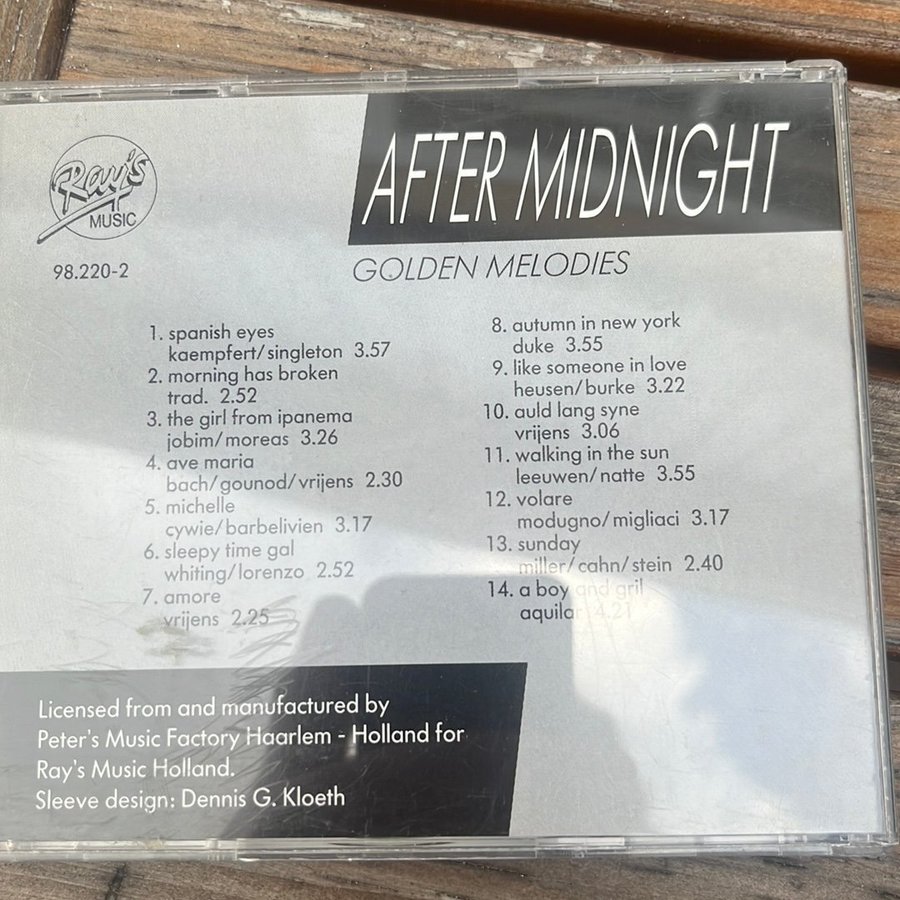 Ray's
MUSIC
98.220-2
AFTER MIDNIGHT
GOLDEN MELODIES
1. spanish eyes
kaempfert/singleton 3.57
2. morning has broken
trad. 2.52
3. the girl from ipanema
jobim/moreas 3.26
4. ave maria
bach/gounod/vrijens 2.30
5. michelle
cywie/barbelivien 3.17
6. sleepy time gal
whiting/lorenzo 2.52
7. amore
vrijens 2.25
8. autumn in new york
duke 3.55
9. like someone in love
heusen/burke 3.22
10. auld lang syne
vrijens 3.06
11. walking in the sun
leeuwen/natte 3.55
12. volare
modugno/migliaci 3.17
13. sunday
miller/cahn/stein 2.40
14. a boy and gril
aquilar 4.21
Licensed from and manufactured by
Peter's Music Factory Haarlem - Holland for
Ray's Music Holland.
Sleeve design: Dennis G. Kloeth